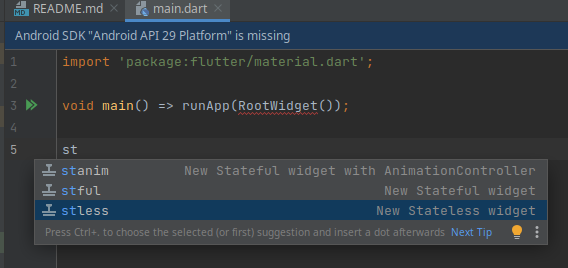 README.md main.dart
Android SDK "Android API 29 Platform" is missing
1 import 'package:flutter/material.dart';
2
3 void main() => runApp(RootWidget());
4
5 st
stanim New Stateful widget with AnimationController
stful New Stateful widget
stless New Stateless widget
Press Ctrl+. to choose the selected (or first) suggestion and insert a dot afterwards Next Tip